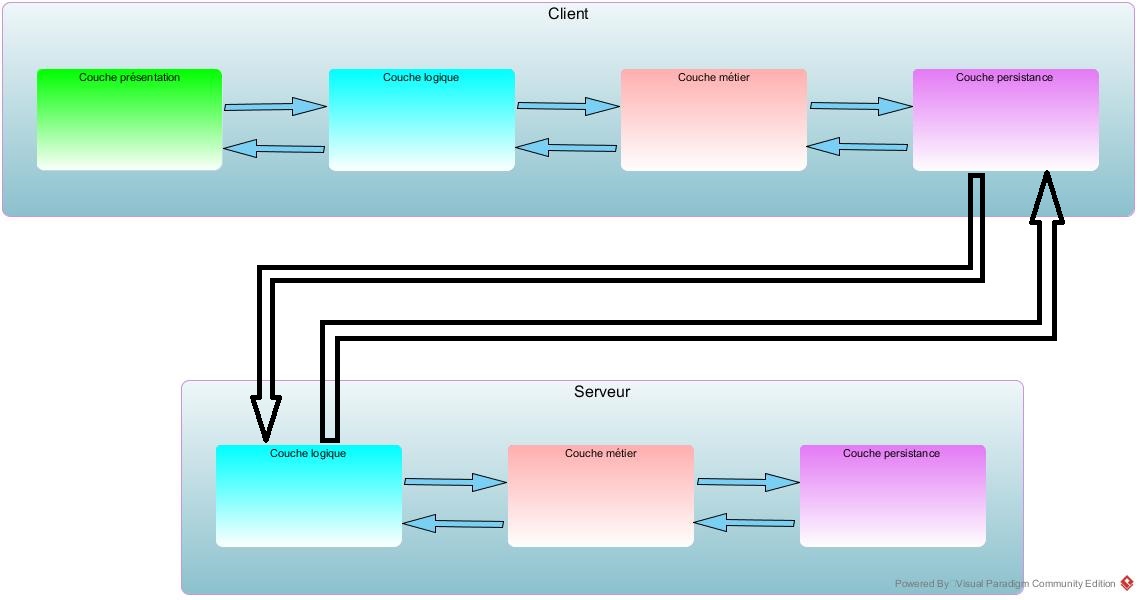 Client
Couche présentation
Couche logique
Couche métier
Couche persistance
Serveur
Couche logique
Couche métier
Couche persistance
Powered By Visual Paradigm Community Edition